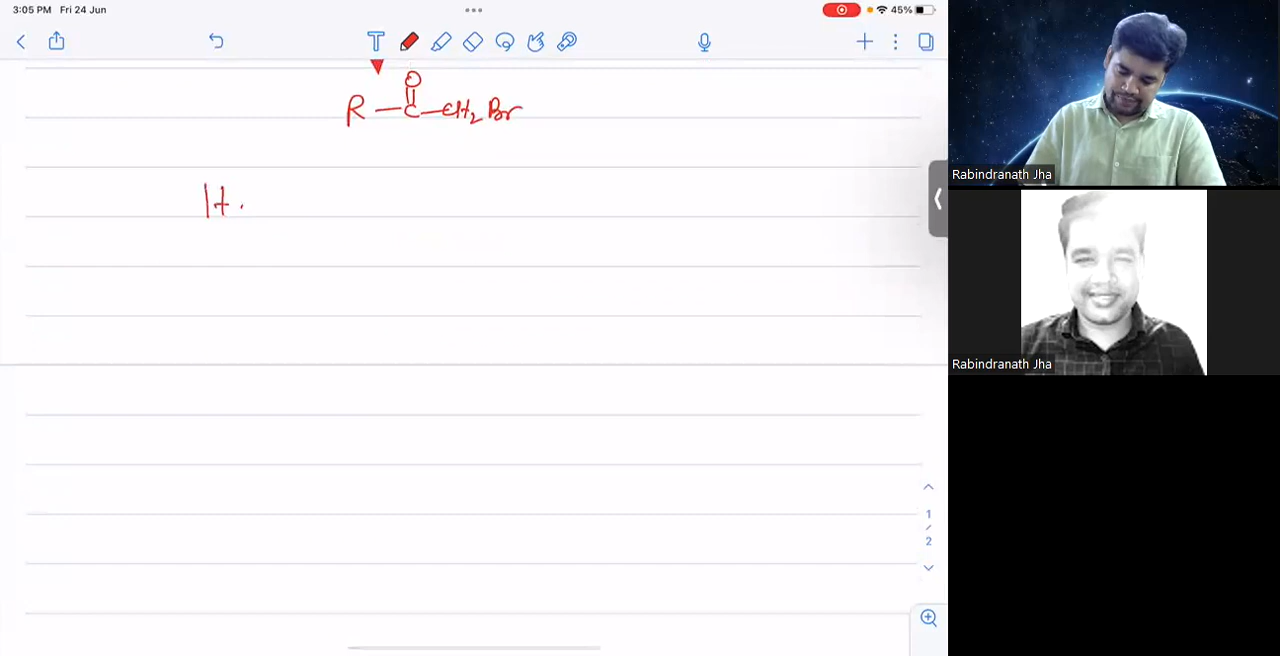 3:05 PM Fri 24 Jun
45%
T
O
R — C — CH2 Br
H.
1
2
Rabindranath Jha
Rabindranath Jha